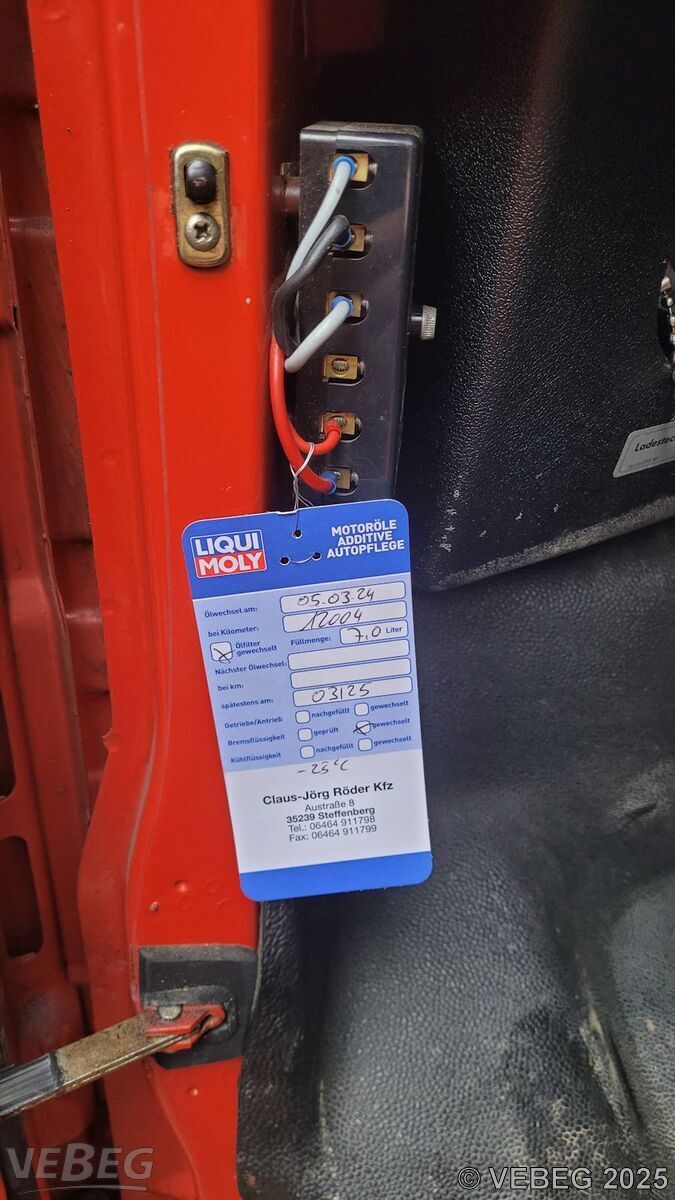 Ladestec
LIQUI
MOLY
MOTORÖLE
ADDITIVE
AUTOPFLEGE
Ölwechsel am: 05.03.24
bei Kilometer: 12004
Ölfilter gewechselt Füllmenge: 7,0 Liter
Nächster Ölwechsel:
bei km:
spätestens am: 03/25
Getriebe/Antrieb nachgefüllt gewechselt
Bremsflüssigkeit geprüft gewechselt
Kühlflüssigkeit nachgefüllt gewechselt
-25°C
Claus-Jörg Röder Kfz
Austraße 8
35239 Steffenberg
Tel.: 06464 911798
Fax: 06464 911799
VEBEG
© VEBEG 2025